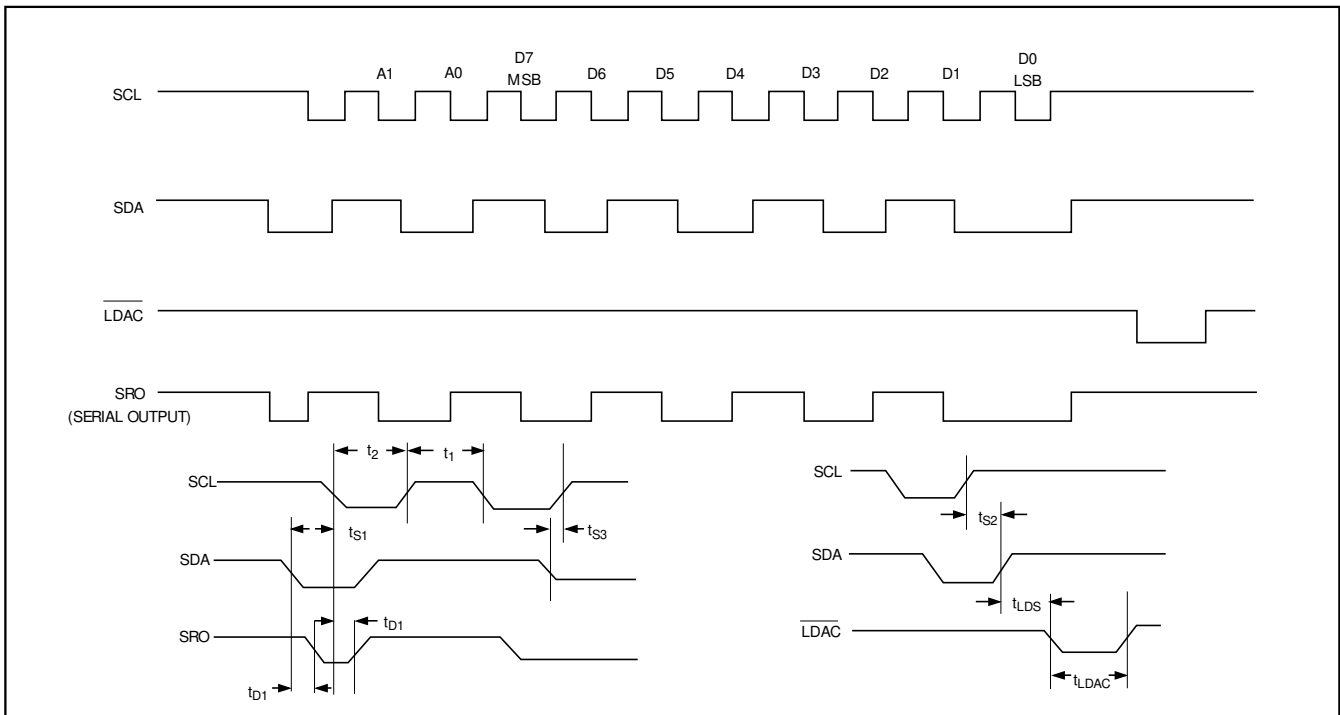 D7 D0
A1 A0 MSB D6 D5 D4 D3 D2 D1 LSB
SCL
SDA
LDAC
SRO
(SERIAL OUTPUT)
t2 t1
SCL
tS1 tS3
SDA
tD1
SRO
tD1
SCL
tS2
SDA
tLDS
LDAC
tLDAC